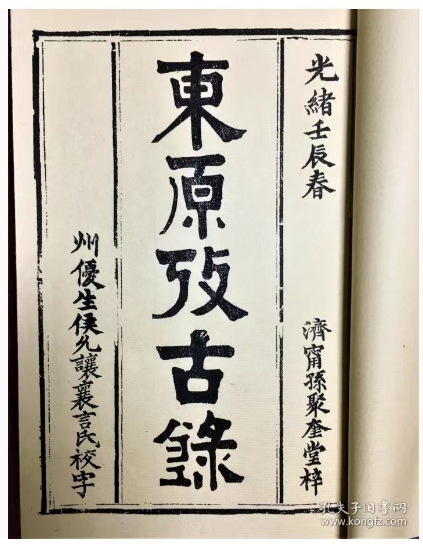 光緒壬辰春
濟甯孫聚奎堂梓
東原攷古錄
州優生侯允讓襄言氏校字
孔夫子旧书网
www.kongfz.com